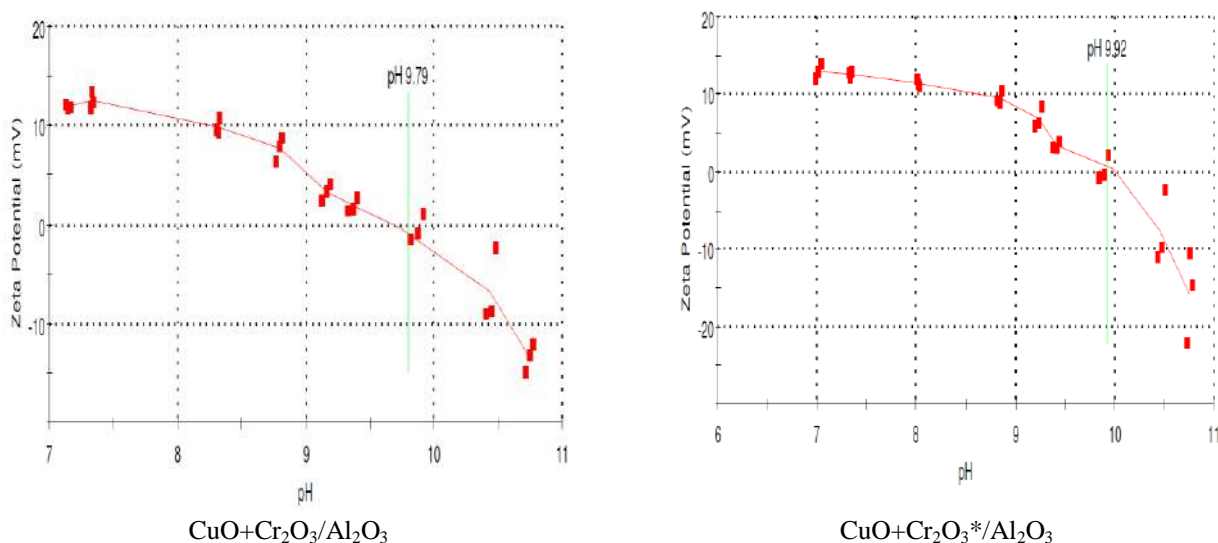 20
10
0
-10
Zeta Potential (mV)
pH 9.79
7 8 9 10 11
pH
CuO+Cr₂O₃/Al₂O₃
20
10
0
-10
-20
Zeta Potential (mV)
pH 9.92
6 7 8 9 10 11
pH
CuO+Cr₂O₃*/Al₂O₃